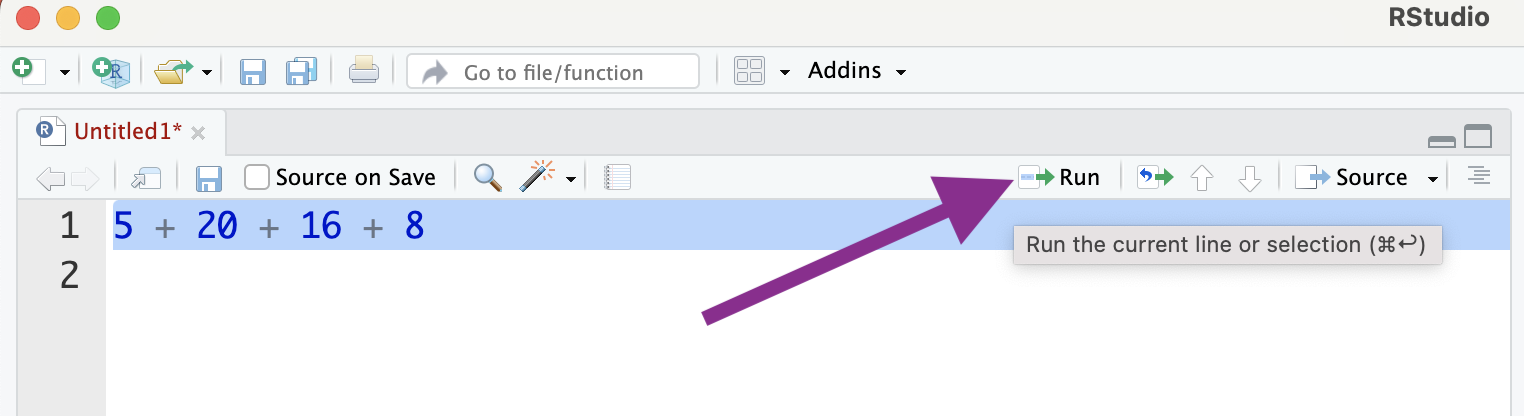 RStudio
Go to file/function
Addins
R Untitled1*
Source on Save
Run
Source
1 5 + 20 + 16 + 8
Run the current line or selection (⌘↩)
2